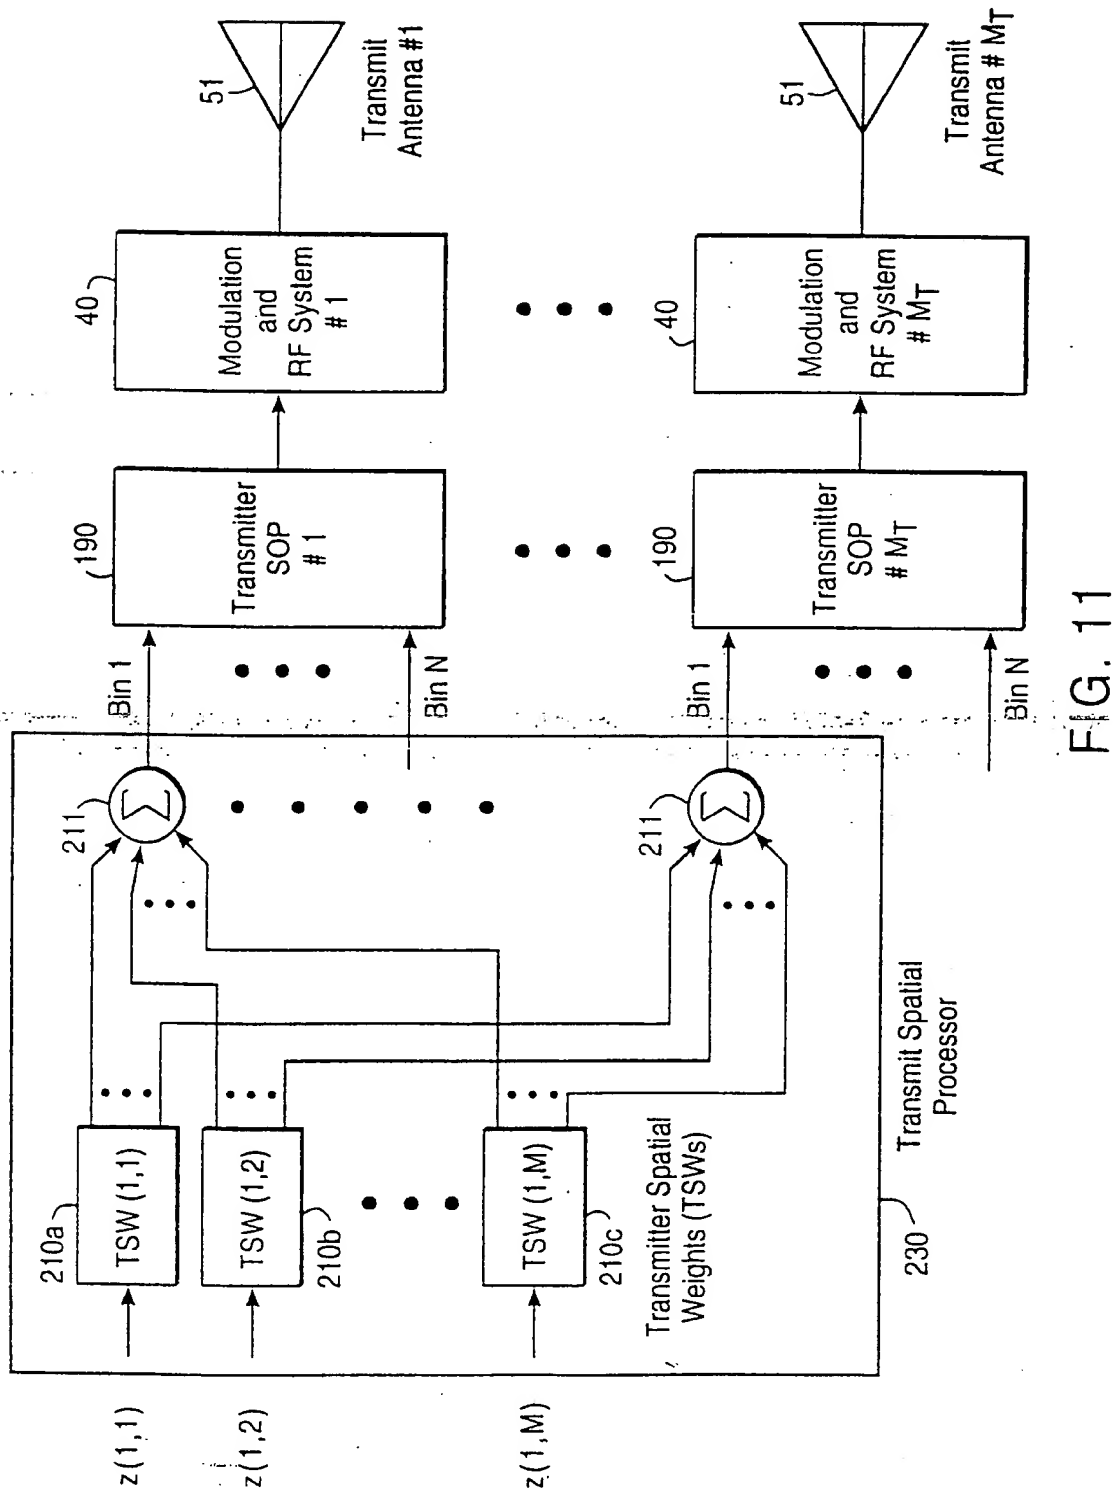 z(1,1)
z(1,2)
z(1,M)
210a
TSW (1,1)
TSW (1,2)
210b
TSW (1,M)
210c
Transmitter Spatial
Weights (TSWs)
230
Transmit Spatial
Processor
211
Σ
211
Σ
Bin 1
Bin N
Bin 1
Bin N
190
Transmitter
SOP
# 1
190
Transmitter
SOP
# MT
40
Modulation
and
RF System
# 1
40
Modulation
and
RF System
# MT
51
Transmit
Antenna #1
51
Transmit
Antenna # MT
FIG. 11